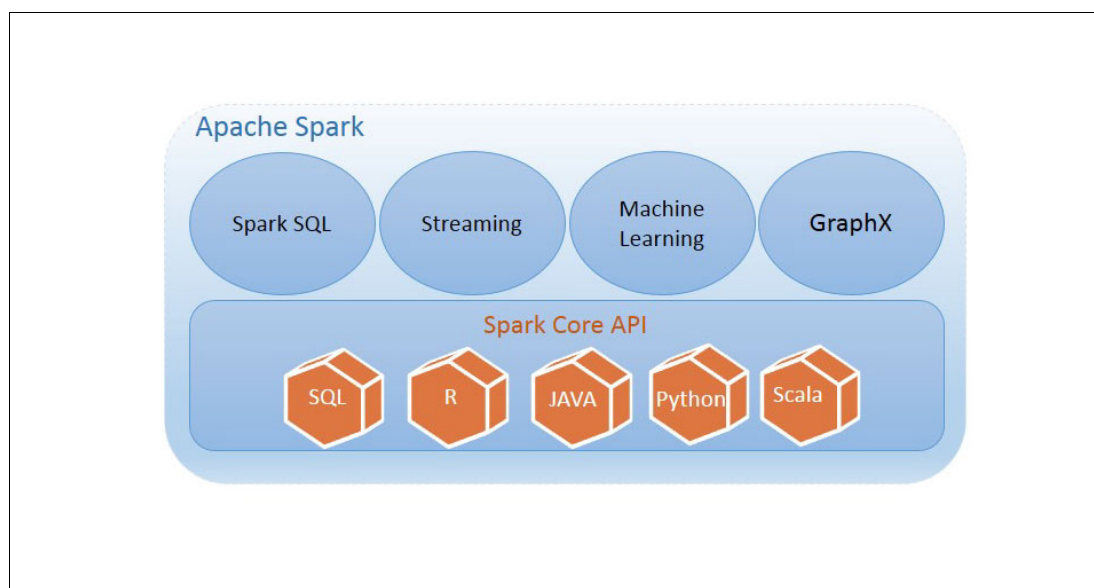 Apache Spark
Spark SQL
Streaming
Machine
Learning
GraphX
Spark Core API
SQL
R
JAVA
Python
Scala